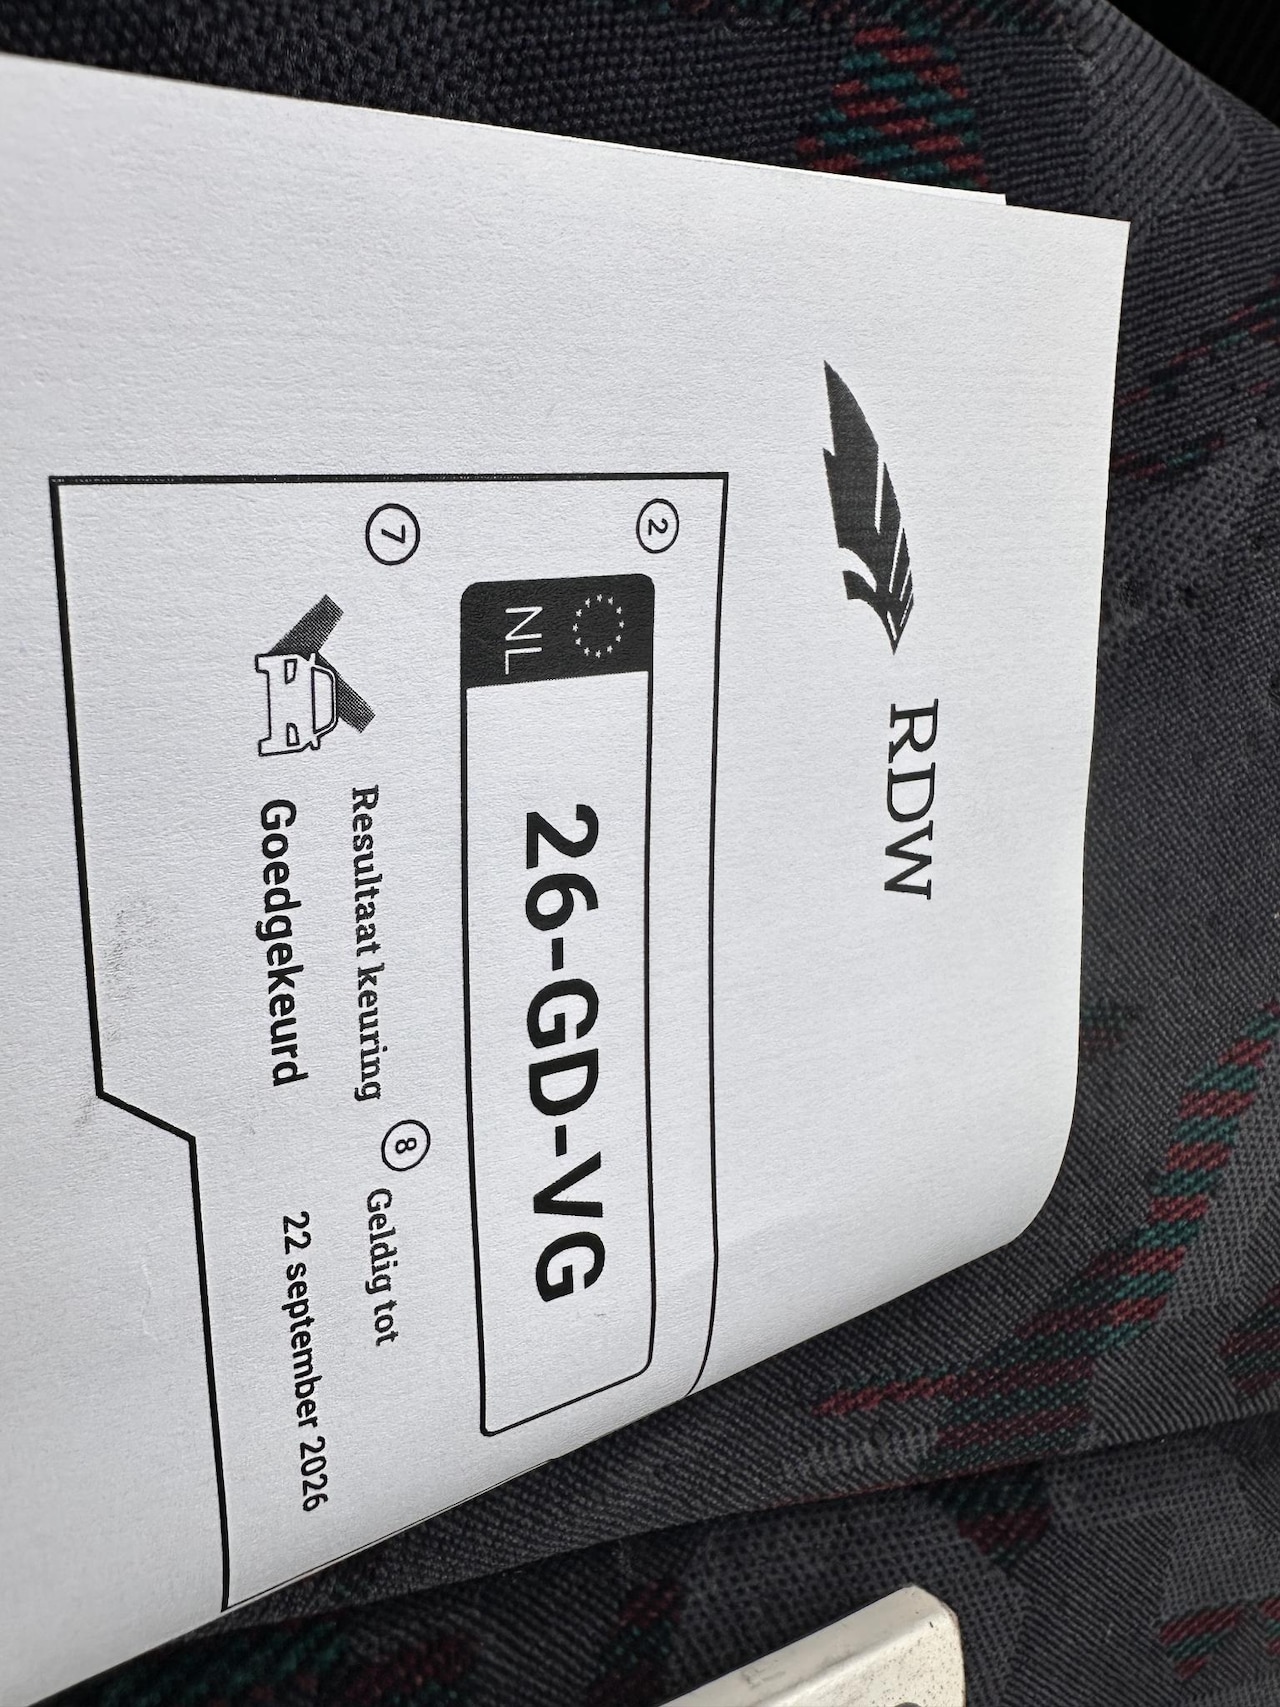 RDW
2
NL 26-GD-VG
7 Resultaat keuring 8 Geldig tot
Goedgekeurd 22 september 2026